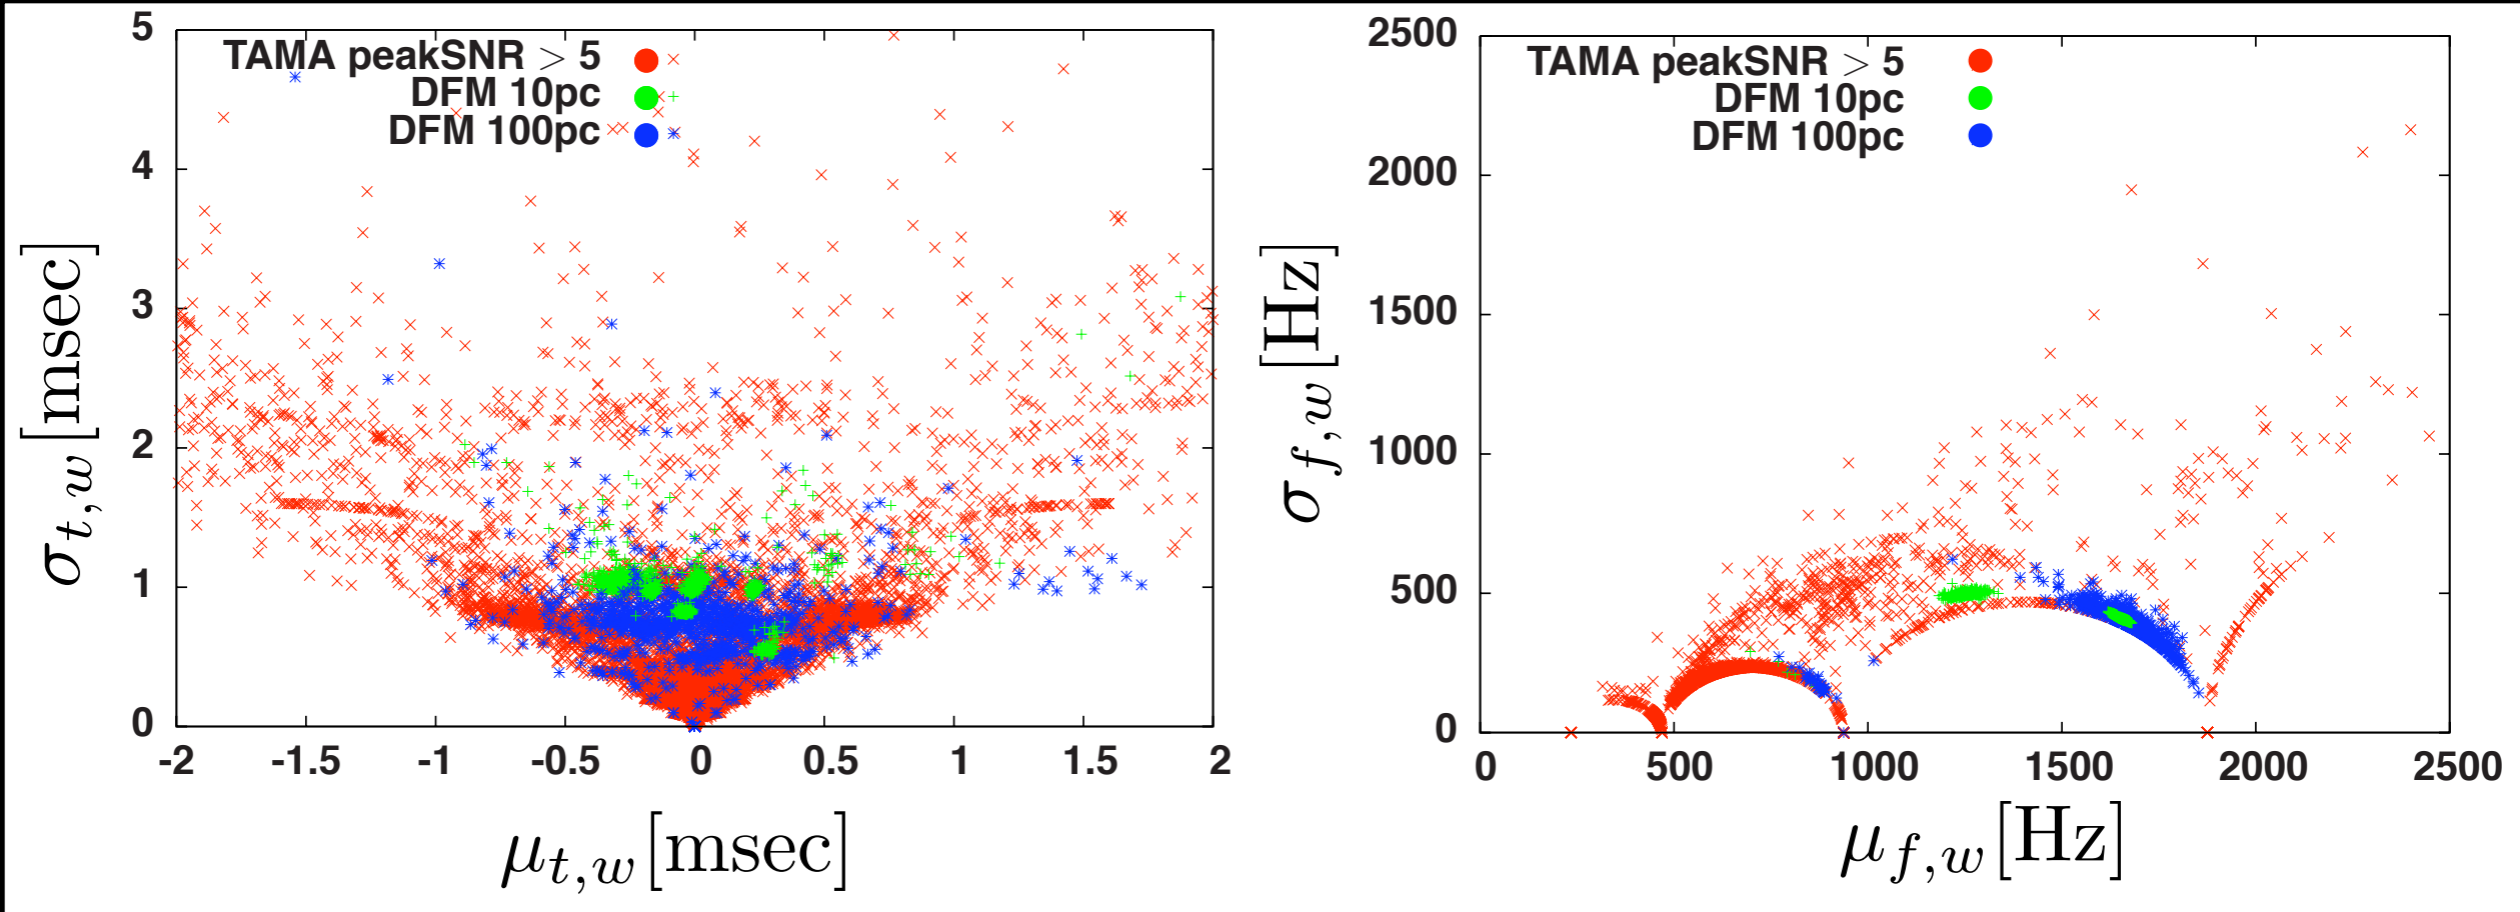 5
4
3
2
1
0
σt,w [msec]
TAMA peakSNR > 5
DFM 10pc
DFM 100pc
-2 -1.5 -1 -0.5 0 0.5 1 1.5 2
μt,w [msec]
2500
2000
1500
1000
500
0
σf,w [Hz]
TAMA peakSNR > 5
DFM 10pc
DFM 100pc
0 500 1000 1500 2000 2500
μf,w [Hz]